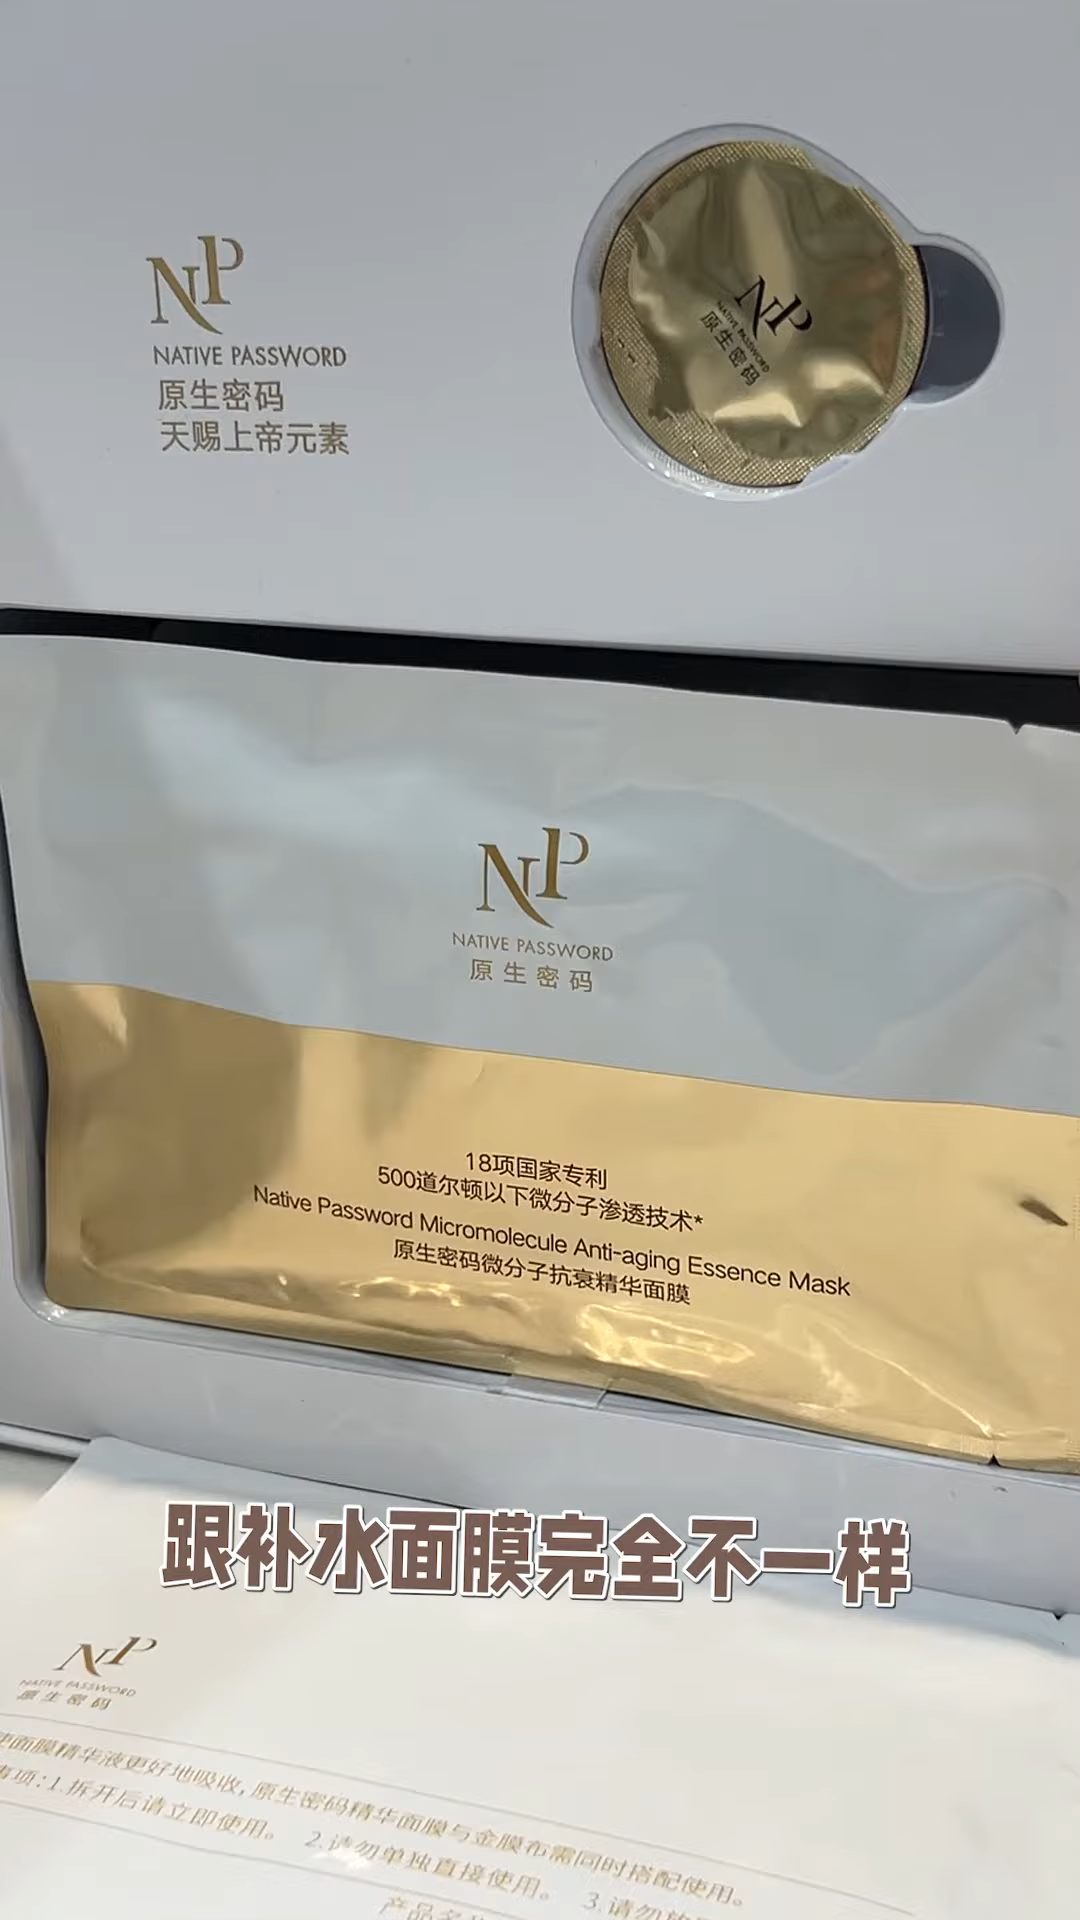 NP
NATIVE PASSWORD
原生密码
天赐上帝元素
NP
NATIVE PASSWORD
原生密码
NP
NATIVE PASSWORD
原生密码
18项国家专利
500道尔顿以下微分子渗透技术*
Native Password Micromolecule Anti-aging Essence Mask
原生密码微分子抗衰精华面膜
跟补水面膜完全不一样
NP
NATIVE PASSWORD
原生密码
面膜精华液更好地吸收，原生密码精华面膜与金膜布需同时搭配使用。
事项：1.拆开后请立即使用。 2.请勿单独直接使用。 3.请勿
产品名